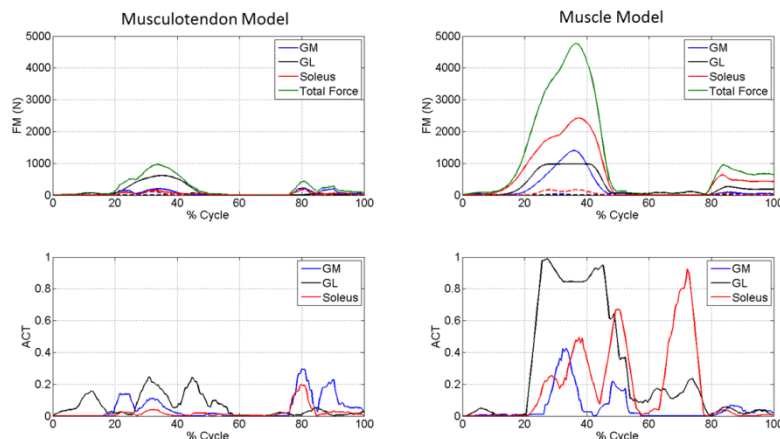 Musculotendon Model
Muscle Model
5000
4000
3000
2000
1000
0
FM (N)
GM
GL
Soleus
Total Force
0 20 40 60 80 100
% Cycle
5000
4000
3000
2000
1000
0
FM (N)
GM
GL
Soleus
Total Force
0 20 40 60 80 100
% Cycle
1
0.8
0.6
0.4
0.2
0
ACT
GM
GL
Soleus
0 20 40 60 80 100
% Cycle
1
0.8
0.6
0.4
0.2
0
ACT
GM
GL
Soleus
0 20 40 60 80 100
% Cycle